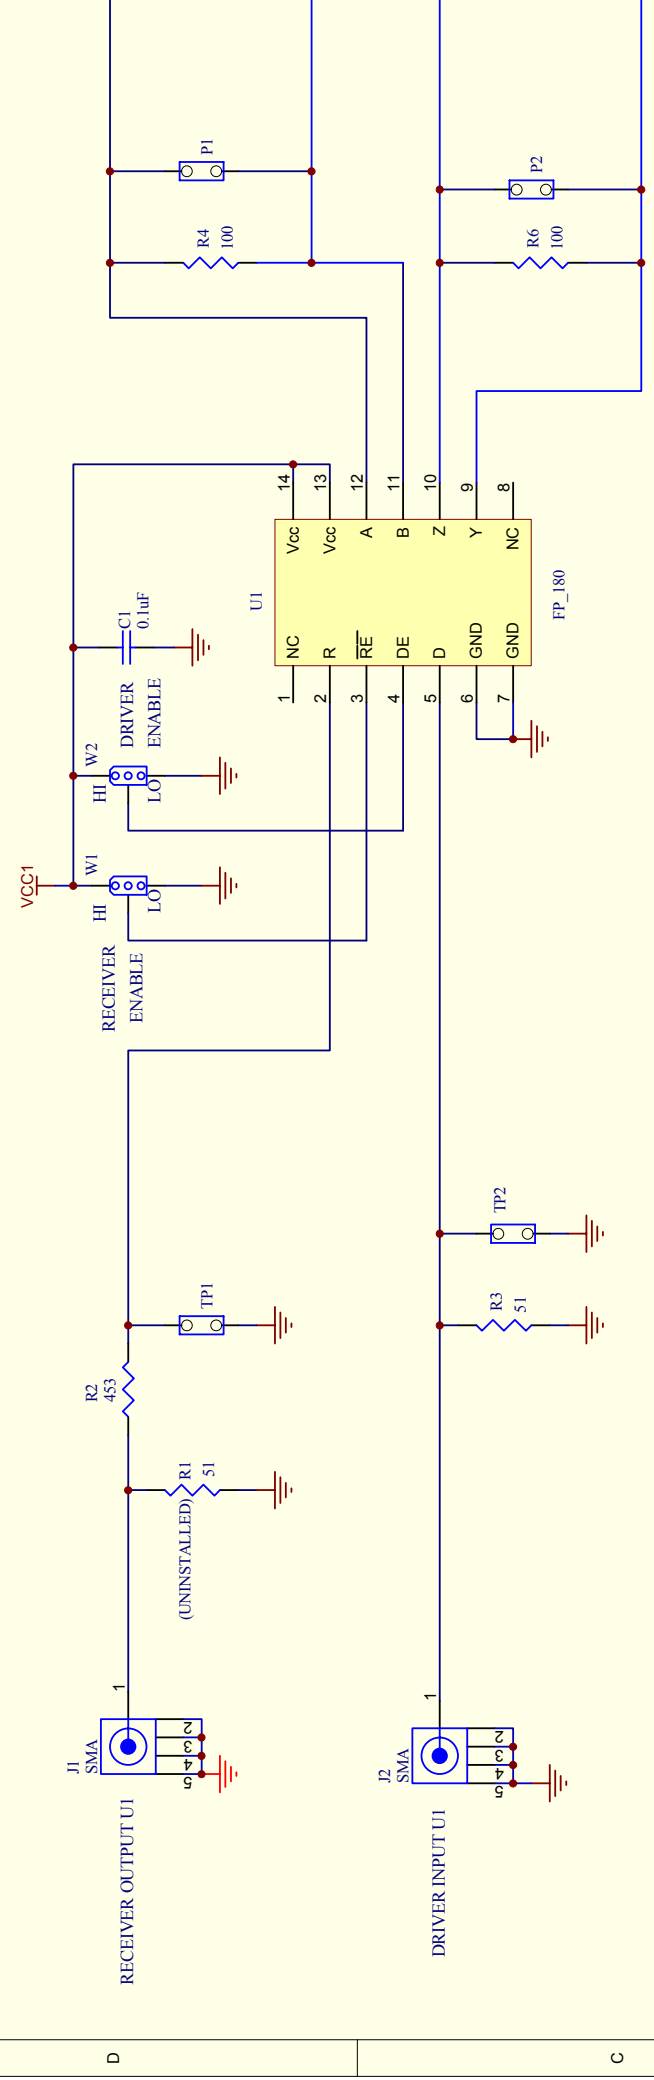 P1
R4
100
P2
R6
100
VCC1
W1
HI
LO
RECEIVER
ENABLE
W2
HI
LO
DRIVER
ENABLE
C1
0.1uF
U1
FP_180
14
13
12
11
10
9
8
Vcc
Vcc
A
B
Z
Y
NC
NC
R
RE
DE
D
GND
GND
1
2
3
4
5
6
7
TP1
R2
453
R1
51
(UNINSTALLED)
TP2
R3
51
J1
SMA
1
2
3
4
5
RECEIVER OUTPUT U1
J2
SMA
1
2
3
4
5
DRIVER INPUT U1
D
C